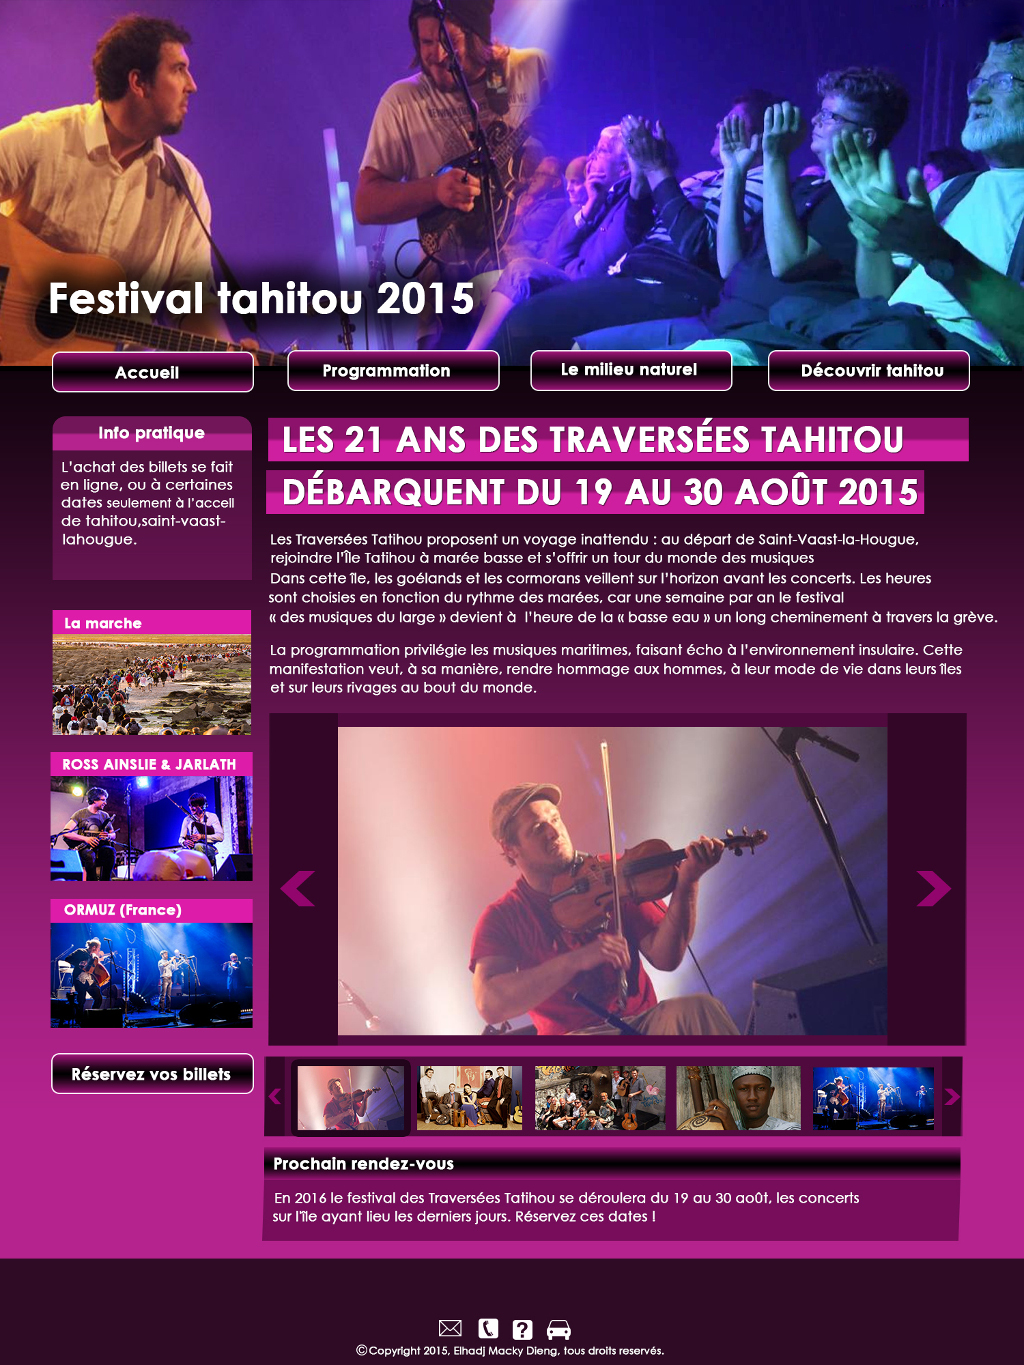 Festival tahitou 2015
Accueil
Programmation
Le milieu naturel
Découvrir tahitou
Info pratique
L'achat des billets se fait
en ligne, ou à certaines
dates seulement à l'accell
de tahitou,saint-vaast-
lahougue.
La marche
ROSS AINSLIE & JARLATH
ORMUZ (France)
Réservez vos billets
LES 21 ANS DES TRAVERSÉES TAHITOU
DÉBARQUENT DU 19 AU 30 AOÛT 2015
Les Traversées Tatihou proposent un voyage inattendu : au départ de Saint-Vaast-la-Hougue,
rejoindre l'Île Tatihou à marée basse et s'offrir un tour du monde des musiques
Dans cette île, les goélands et les cormorans veillent sur l'horizon avant les concerts. Les heures
sont choisies en fonction du rythme des marées, car une semaine par an le festival
« des musiques du large » devient à l'heure de la « basse eau » un long cheminement à travers la grève.
La programmation privilégie les musiques maritimes, faisant écho à l'environnement insulaire. Cette
manifestation veut, à sa manière, rendre hommage aux hommes, à leur mode de vie dans leurs îles
et sur leurs rivages au bout du monde.
Prochain rendez-vous
En 2016 le festival des Traversées Tatihou se déroulera du 19 au 30 août, les concerts
sur l'île ayant lieu les derniers jours. Réservez ces dates !
©Copyright 2015, Elhadj Macky Dieng, tous droits reservés.